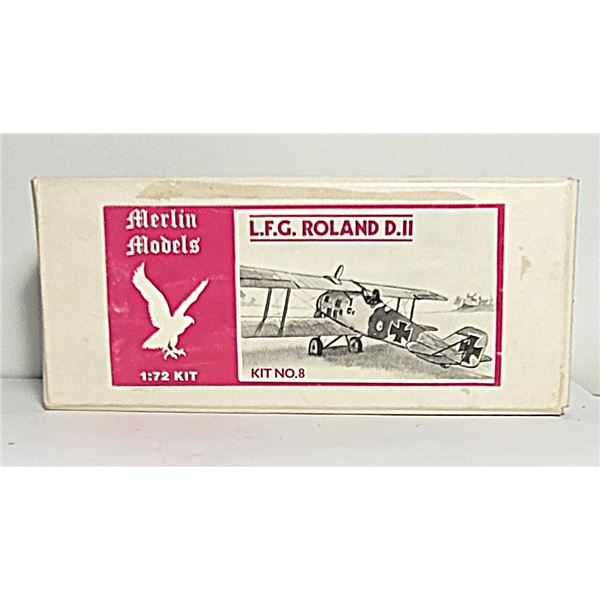 Merlin
Models
1:72 KIT
L.F.G. ROLAND D.II
KIT NO.8